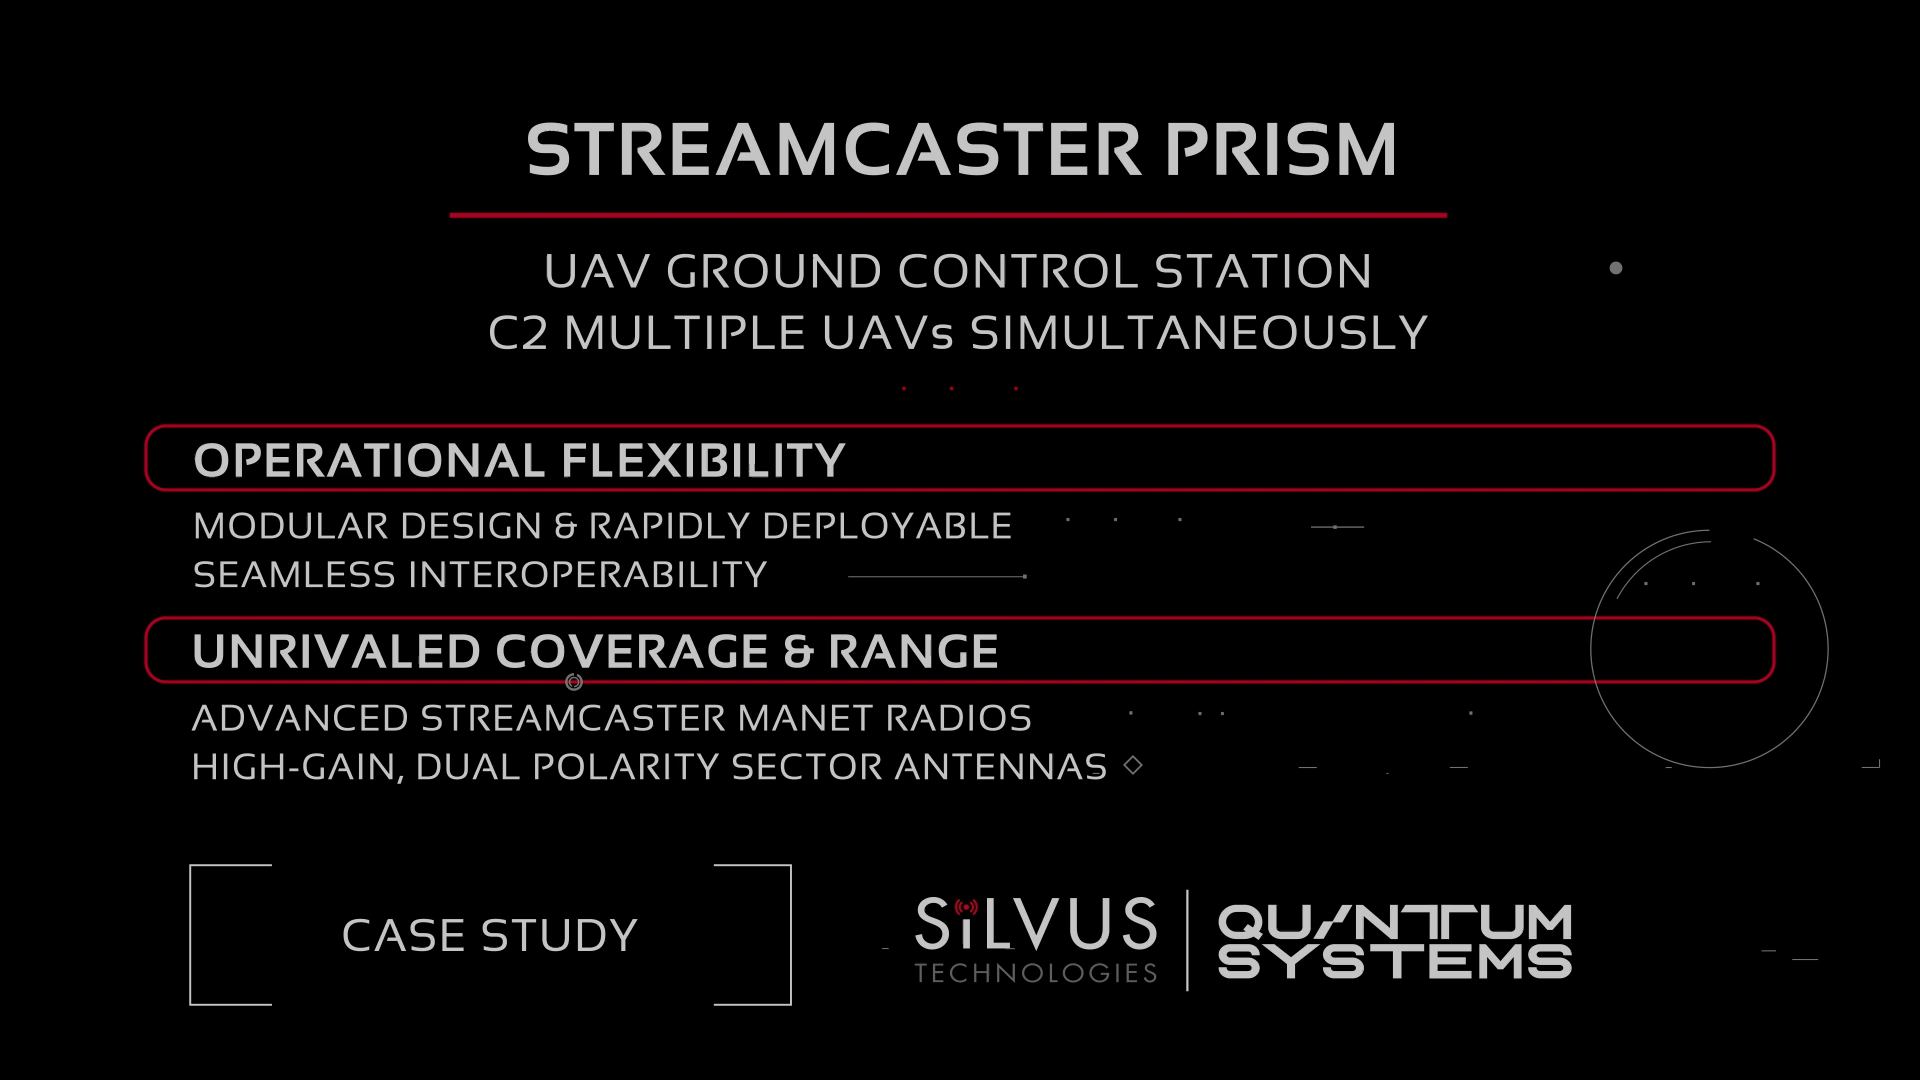 STREAMCASTER PRISM
UAV GROUND CONTROL STATION
C2 MULTIPLE UAVs SIMULTANEOUSLY
OPERATIONAL FLEXIBILITY
MODULAR DESIGN & RAPIDLY DEPLOYABLE
SEAMLESS INTEROPERABILITY
UNRIVALED COVERAGE & RANGE
ADVANCED STREAMCASTER MANET RADIOS
HIGH-GAIN, DUAL POLARITY SECTOR ANTENNAS
CASE STUDY
SiLVUS
TECHNOLOGIES
QUANTUM
SYSTEMS